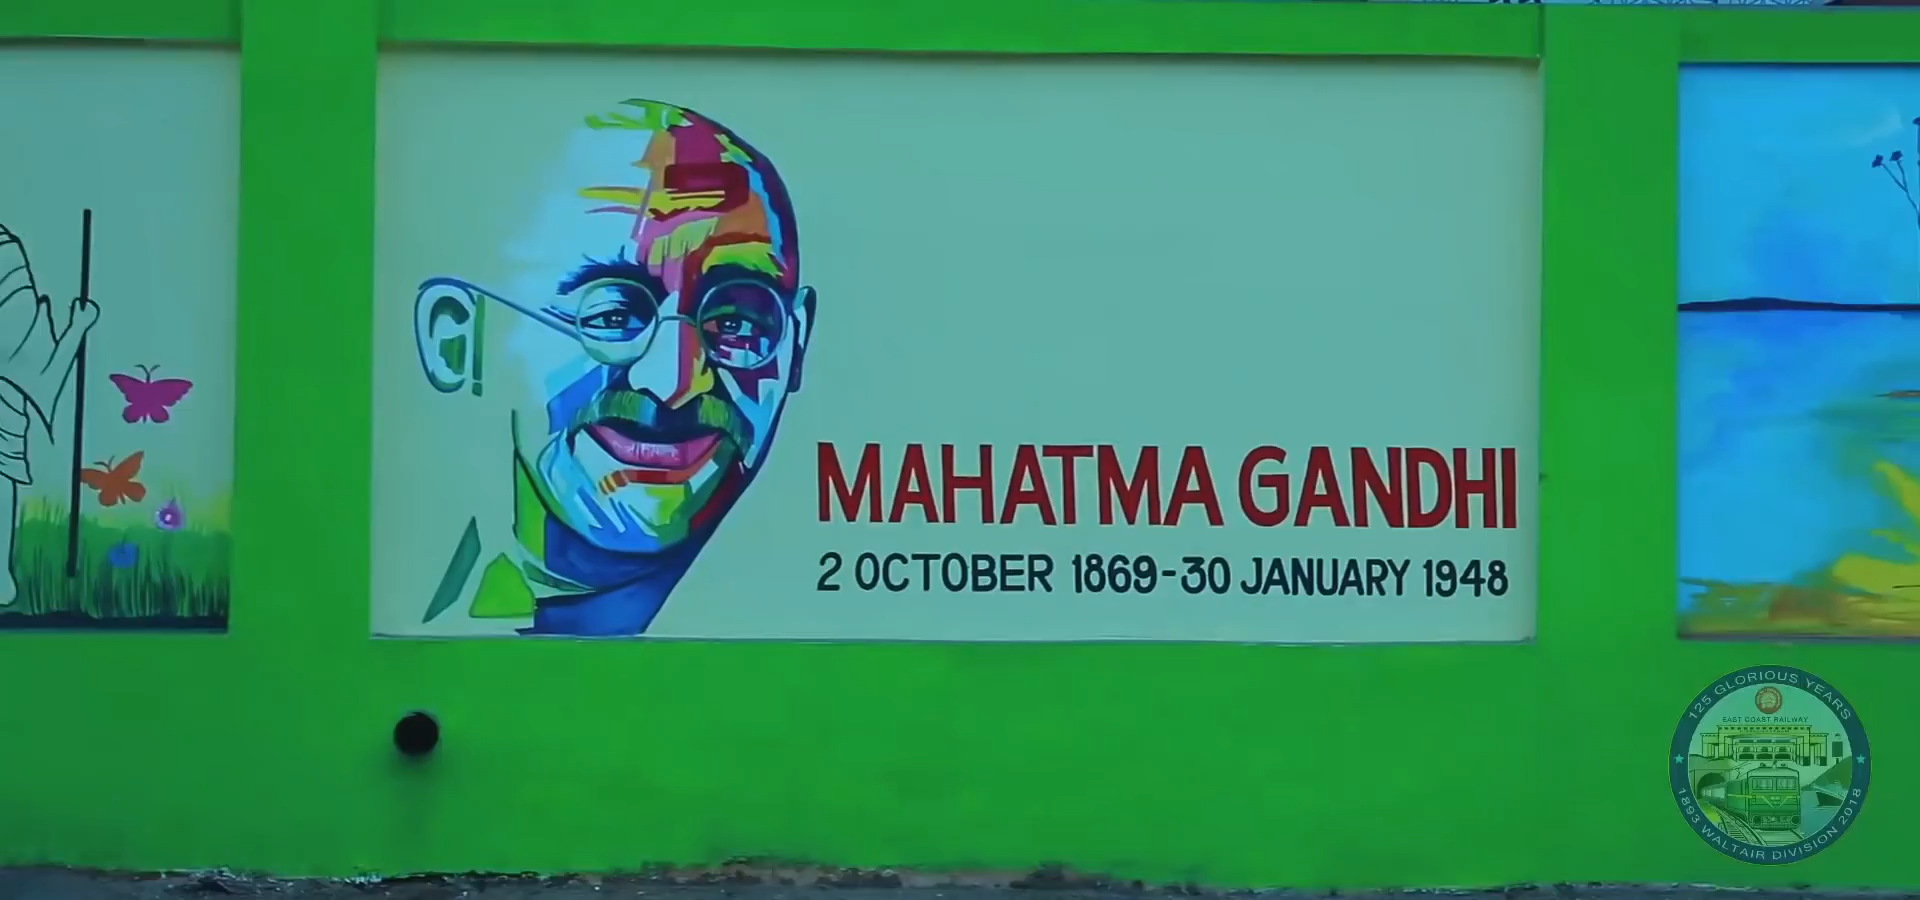 MAHATMA GANDHI
2 OCTOBER 1869-30 JANUARY 1948
125 GLORIOUS YEARS
EAST COAST RAILWAY
1893 WALTAIR DIVISION 2018